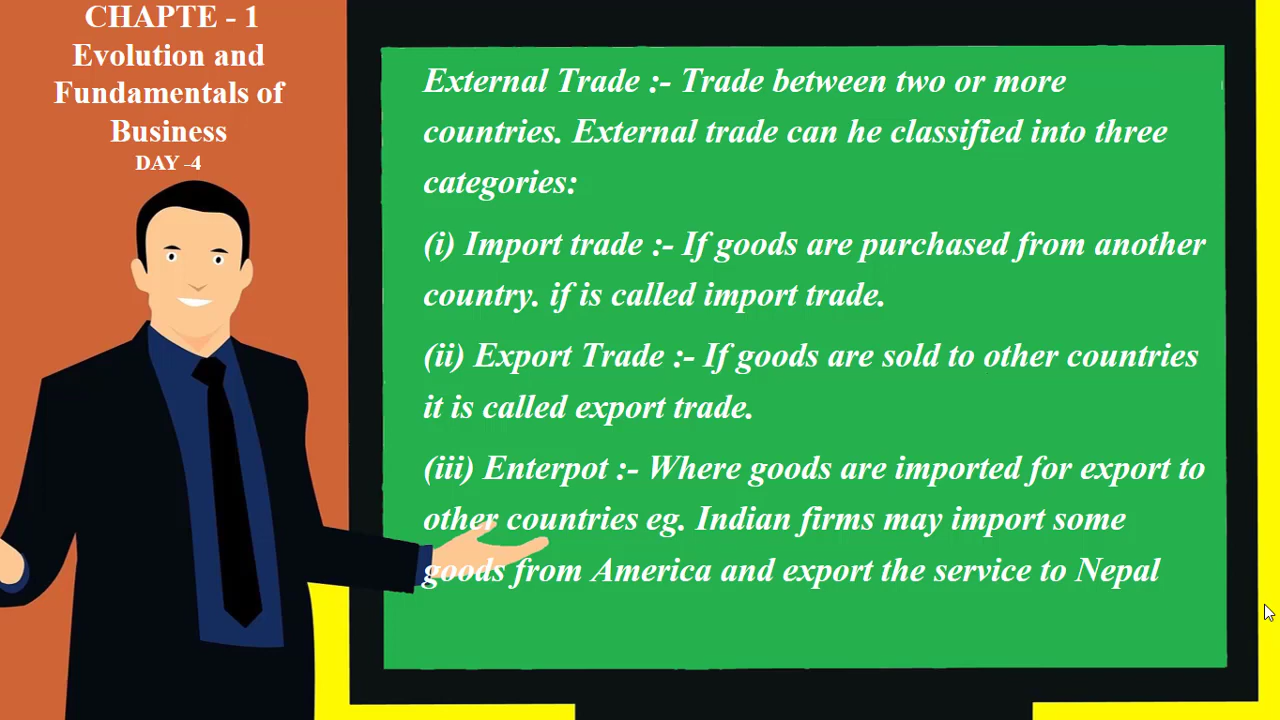 CHAPTE - 1
Evolution and
Fundamentals of
Business
DAY -4
External Trade :- Trade between two or more
countries. External trade can he classified into three
categories:
(i) Import trade :- If goods are purchased from another
country. if is called import trade.
(ii) Export Trade :- If goods are sold to other countries
it is called export trade.
(iii) Enterpot :- Where goods are imported for export to
other countries eg. Indian firms may import some
goods from America and export the service to Nepal